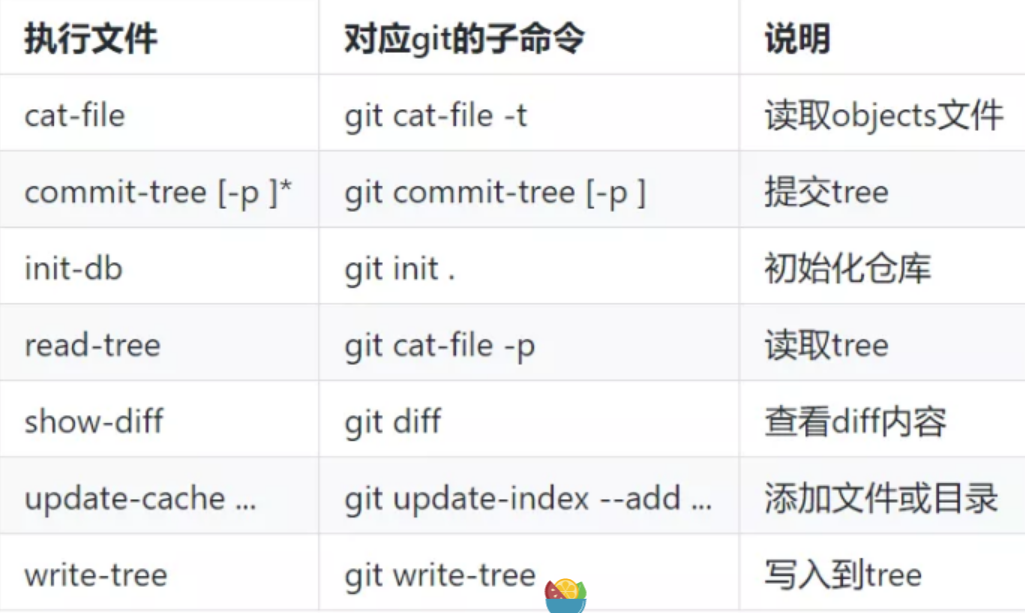 执行文件 对应git的子命令 说明
cat-file git cat-file -t 读取objects文件
commit-tree [-p ]* git commit-tree [-p ] 提交tree
init-db git init . 初始化仓库
read-tree git cat-file -p 读取tree
show-diff git diff 查看diff内容
update-cache ... git update-index --add ... 添加文件或目录
write-tree git write-tree 写入到tree